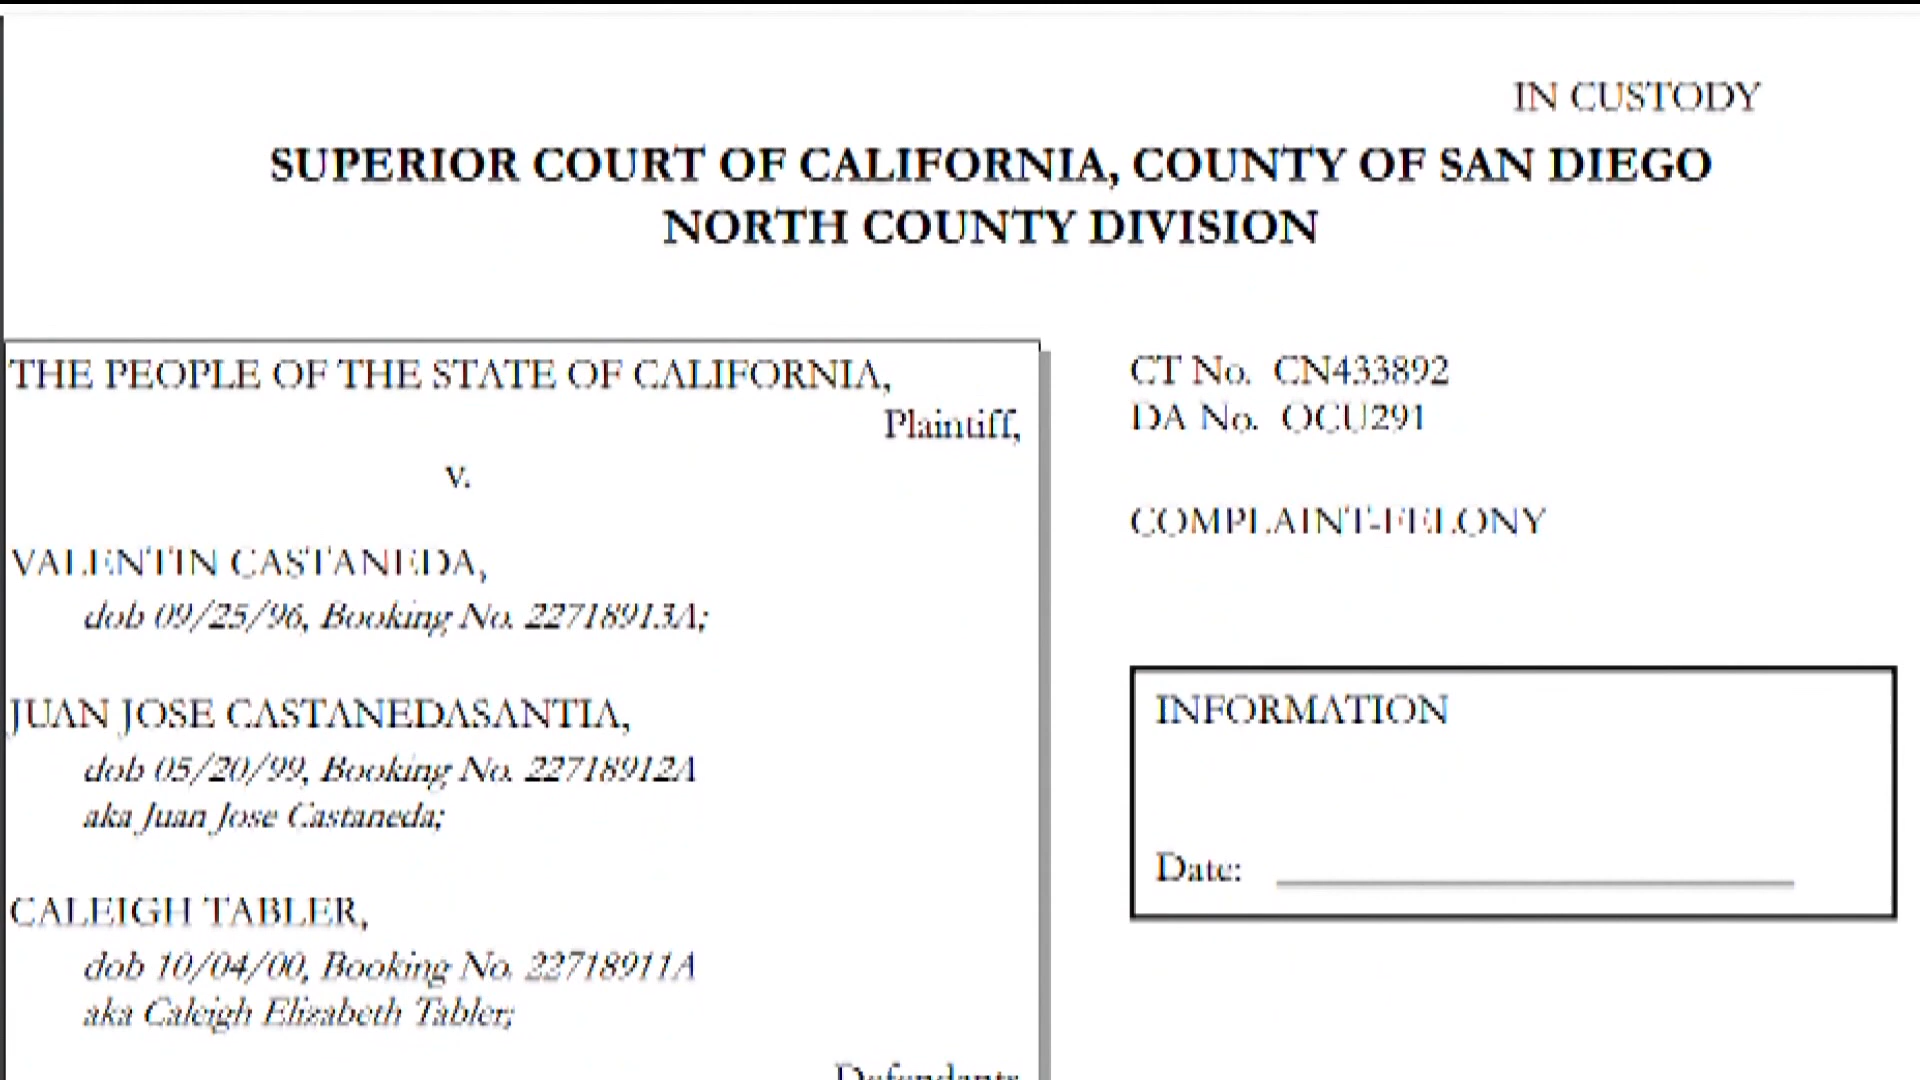 IN CUSTODY
SUPERIOR COURT OF CALIFORNIA, COUNTY OF SAN DIEGO
NORTH COUNTY DIVISION
THE PEOPLE OF THE STATE OF CALIFORNIA,
Plaintiff,
v.
VALENTIN CASTANEDA,
dob 09/25/96, Booking No. 22718913A;
JUAN JOSE CASTANEDASANTIA,
dob 05/20/99, Booking No. 22718912A
aka Juan Jose Castaneda;
CALEIGH TABLER,
dob 10/04/00, Booking No. 22718911A
aka Caleigh Elizabeth Tabler;
Defendants
CT No. CN433892
DA No. OCU291
COMPLAINT-FELONY
INFORMATION
Date: